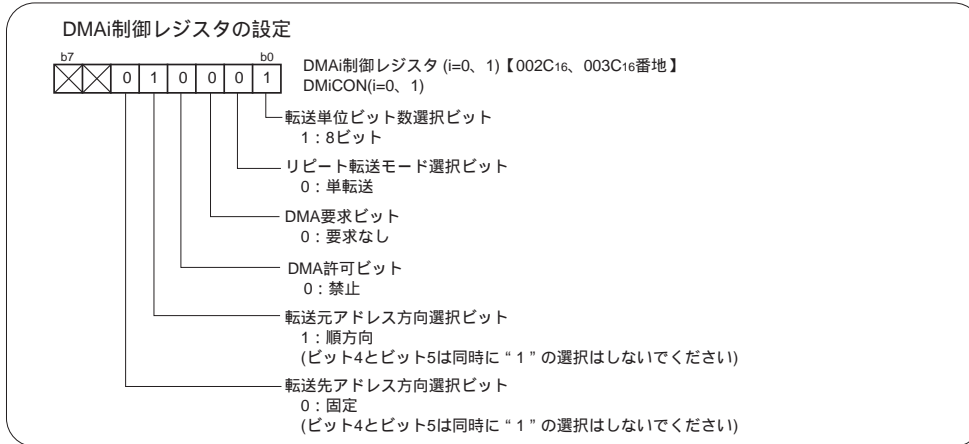 DMAi制御レジスタの設定
b7 b0
0 1 0 0 0 1
DMAi制御レジスタ (i=0、1)【002C16、003C16番地】
DMiCON(i=0、1)
転送単位ビット数選択ビット
1：8ビット
リピート転送モード選択ビット
0：単転送
DMA要求ビット
0：要求なし
DMA許可ビット
0：禁止
転送元アドレス方向選択ビット
1：順方向
(ビット4とビット5は同時に“1”の選択はしないでください)
転送先アドレス方向選択ビット
0：固定
(ビット4とビット5は同時に“1”の選択はしないでください)